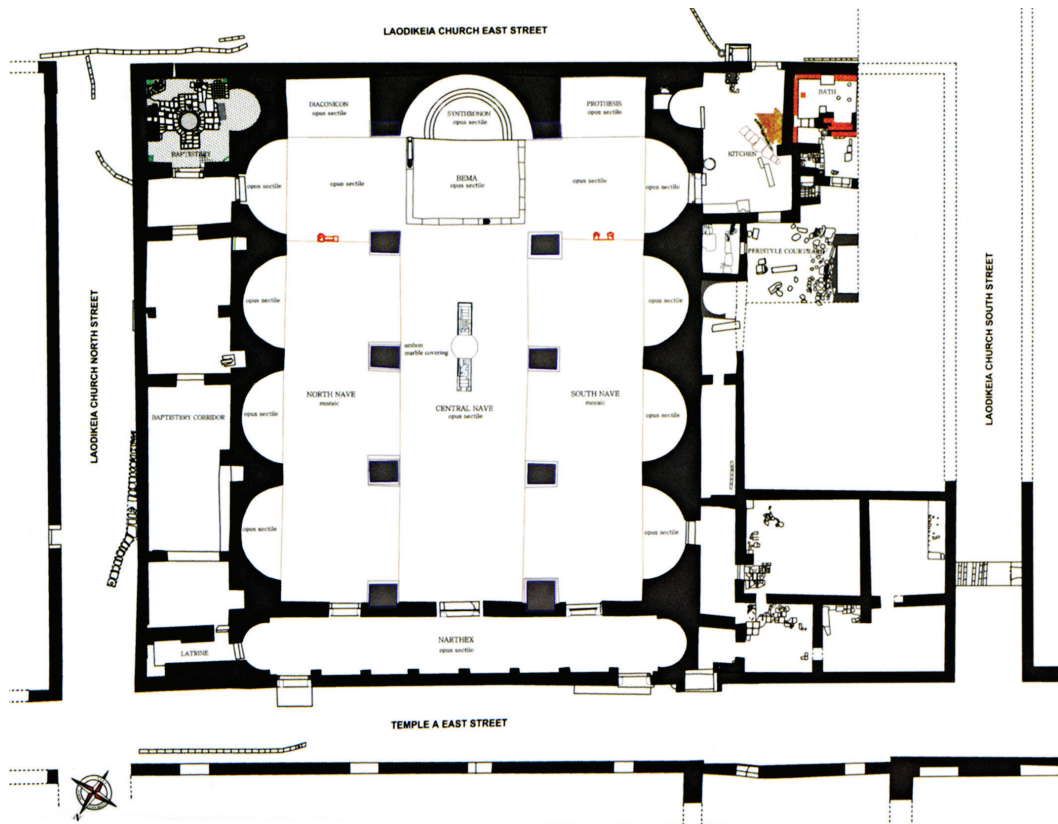 LAODIKEIA CHURCH EAST STREET
DIACONICON
opus sectile
SYNTHRONON
opus sectile
PROTHESIS
opus sectile
BATH
BAPTISTERY
KITCHEN
opus sectile
opus sectile
BEMA
opus sectile
opus sectile
opus sectile
PERISTYLE COURTYARD
LAODIKEIA CHURCH NORTH STREET
LAODIKEIA CHURCH SOUTH STREET
opus sectile
opus sectile
ambon
marble covering
NORTH NAVE
mosaic
CENTRAL NAVE
opus sectile
SOUTH NAVE
mosaic
BAPTISTERY CORRIDOR
opus sectile
opus sectile
opus sectile
opus sectile
NARTHEX
opus sectile
LATRINE
TEMPLE A EAST STREET
N